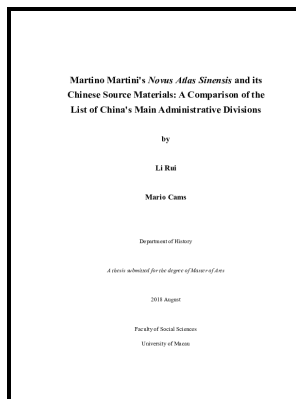 Martino Martini's Novus Atlas Sinensis and its
Chinese Source Materials: A Comparison of the
List of China's Main Administrative Divisions
by
Li Rui
Mario Cams
Department of History
A thesis submitted for the degree of Master of Arts
2018 August
Faculty of Social Sciences
University of Macau